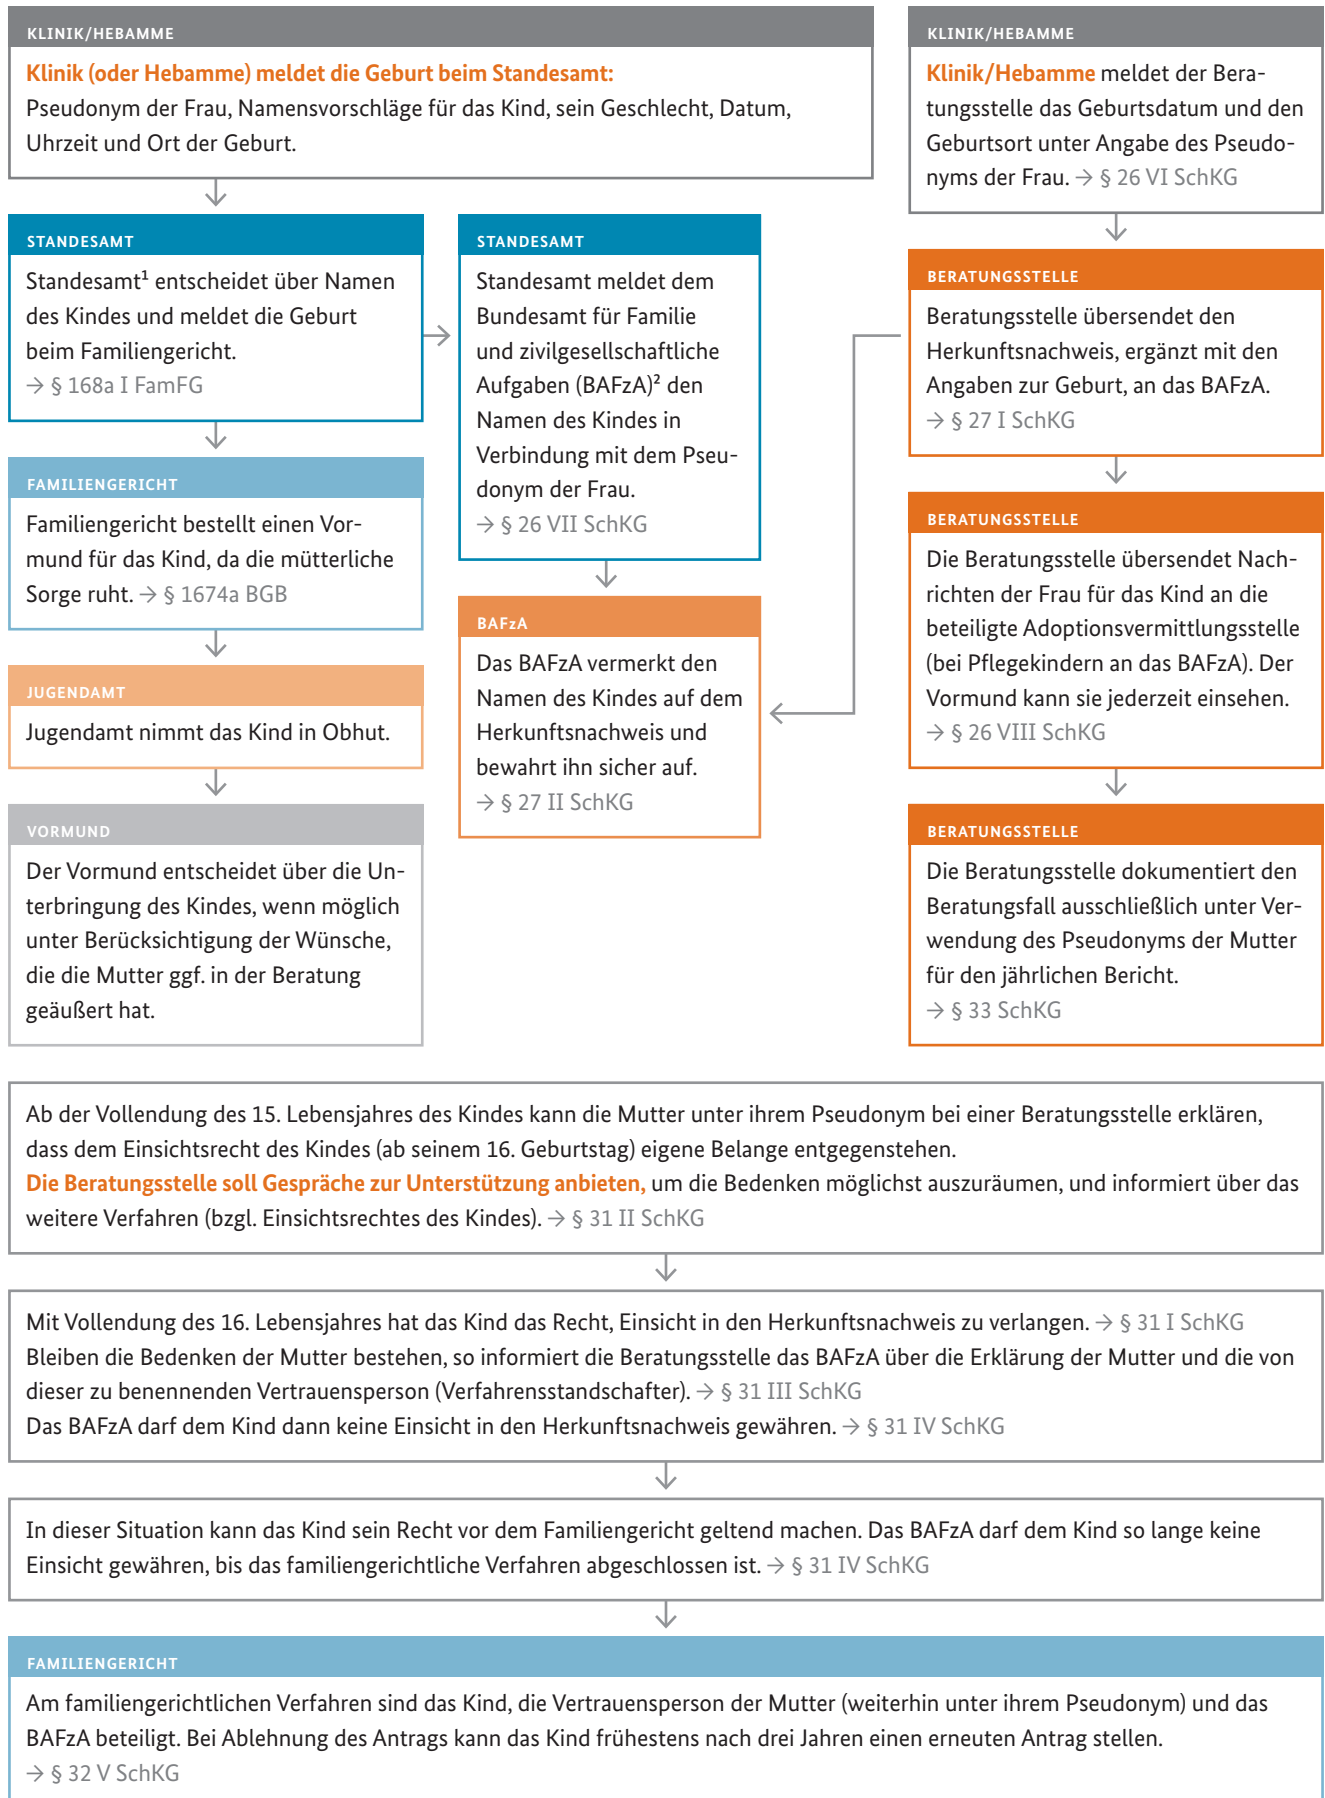 KLINIK/HEBAMME
Klinik (oder Hebamme) meldet die Geburt beim Standesamt:
Pseudonym der Frau, Namensvorschläge für das Kind, sein Geschlecht, Datum,
Uhrzeit und Ort der Geburt.
STANDESAMT
Standesamt¹ entscheidet über Namen
des Kindes und meldet die Geburt
beim Familiengericht.
→ § 168a I FamFG
FAMILIENGERICHT
Familiengericht bestellt einen Vor-
mund für das Kind, da die mütterliche
Sorge ruht. → § 1674a BGB
JUGENDAMT
Jugendamt nimmt das Kind in Obhut.
VORMUND
Der Vormund entscheidet über die Un-
terbringung des Kindes, wenn möglich
unter Berücksichtigung der Wünsche,
die die Mutter ggf. in der Beratung
geäußert hat.
STANDESAMT
Standesamt meldet dem
Bundesamt für Familie
und zivilgesellschaftliche
Aufgaben (BAFzA)² den
Namen des Kindes in
Verbindung mit dem Pseu-
donym der Frau.
→ § 26 VII SchKG
BAFzA
Das BAFzA vermerkt den
Namen des Kindes auf dem
Herkunftsnachweis und
bewahrt ihn sicher auf.
→ § 27 II SchKG
KLINIK/HEBAMME
Klinik/Hebamme meldet der Bera-
tungsstelle das Geburtsdatum und den
Geburtsort unter Angabe des Pseudo-
nyms der Frau. → § 26 VI SchKG
BERATUNGSSTELLE
Beratungsstelle übersendet den
Herkunftsnachweis, ergänzt mit den
Angaben zur Geburt, an das BAFzA.
→ § 27 I SchKG
BERATUNGSSTELLE
Die Beratungsstelle übersendet Nach-
richten der Frau für das Kind an die
beteiligte Adoptionsvermittlungsstelle
(bei Pflegekindern an das BAFzA). Der
Vormund kann sie jederzeit einsehen.
→ § 26 VIII SchKG
BERATUNGSSTELLE
Die Beratungsstelle dokumentiert den
Beratungsfall ausschließlich unter Ver-
wendung des Pseudonyms der Mutter
für den jährlichen Bericht.
→ § 33 SchKG
Ab der Vollendung des 15. Lebensjahres des Kindes kann die Mutter unter ihrem Pseudonym bei einer Beratungsstelle erklären,
dass dem Einsichtsrecht des Kindes (ab seinem 16. Geburtstag) eigene Belange entgegenstehen.
Die Beratungsstelle soll Gespräche zur Unterstützung anbieten, um die Bedenken möglichst auszuräumen, und informiert über das
weitere Verfahren (bzgl. Einsichtsrechtes des Kindes). → § 31 II SchKG
Mit Vollendung des 16. Lebensjahres hat das Kind das Recht, Einsicht in den Herkunftsnachweis zu verlangen. → § 31 I SchKG
Bleiben die Bedenken der Mutter bestehen, so informiert die Beratungsstelle das BAFzA über die Erklärung der Mutter und die von
dieser zu benennenden Vertrauensperson (Verfahrensstandschafter). → § 31 III SchKG
Das BAFzA darf dem Kind dann keine Einsicht in den Herkunftsnachweis gewähren. → § 31 IV SchKG
In dieser Situation kann das Kind sein Recht vor dem Familiengericht geltend machen. Das BAFzA darf dem Kind so lange keine
Einsicht gewähren, bis das familiengerichtliche Verfahren abgeschlossen ist. → § 31 IV SchKG
FAMILIENGERICHT
Am familiengerichtlichen Verfahren sind das Kind, die Vertrauensperson der Mutter (weiterhin unter ihrem Pseudonym) und das
BAFzA beteiligt. Bei Ablehnung des Antrags kann das Kind frühestens nach drei Jahren einen erneuten Antrag stellen.
→ § 32 V SchKG